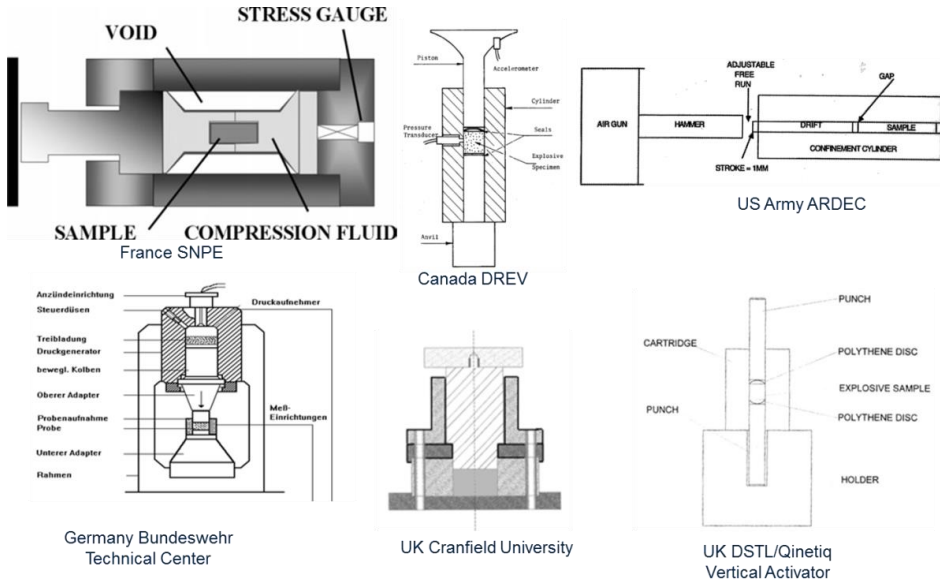 STRESS GAUGE
VOID
SAMPLE
COMPRESSION FLUID
France SNPE
Piston
Accelerometer
Cylinder
Pressure
Transducer
Seals
Explosive
Specimen
Anvil
Canada DREV
ADJUSTABLE
FREE
RUN
GAP
AIR GUN
HAMMER
DRIFT
SAMPLE
CONFINEMENT CYLINDER
STROKE = 1MM
US Army ARDEC
Anzündeinrichtung
Steuerdüsen
Druckaufnehmer
Treibladung
Druckgenerator
bewegl. Kolben
Oberer Adapter
Meß-
Einrichtungen
Probenaufnahme
Probe
Unterer Adapter
Rahmen
Germany Bundeswehr
Technical Center
UK Cranfield University
PUNCH
CARTRIDGE
POLYTHENE DISC
EXPLOSIVE SAMPLE
PUNCH
POLYTHENE DISC
HOLDER
UK DSTL/Qinetiq
Vertical Activator